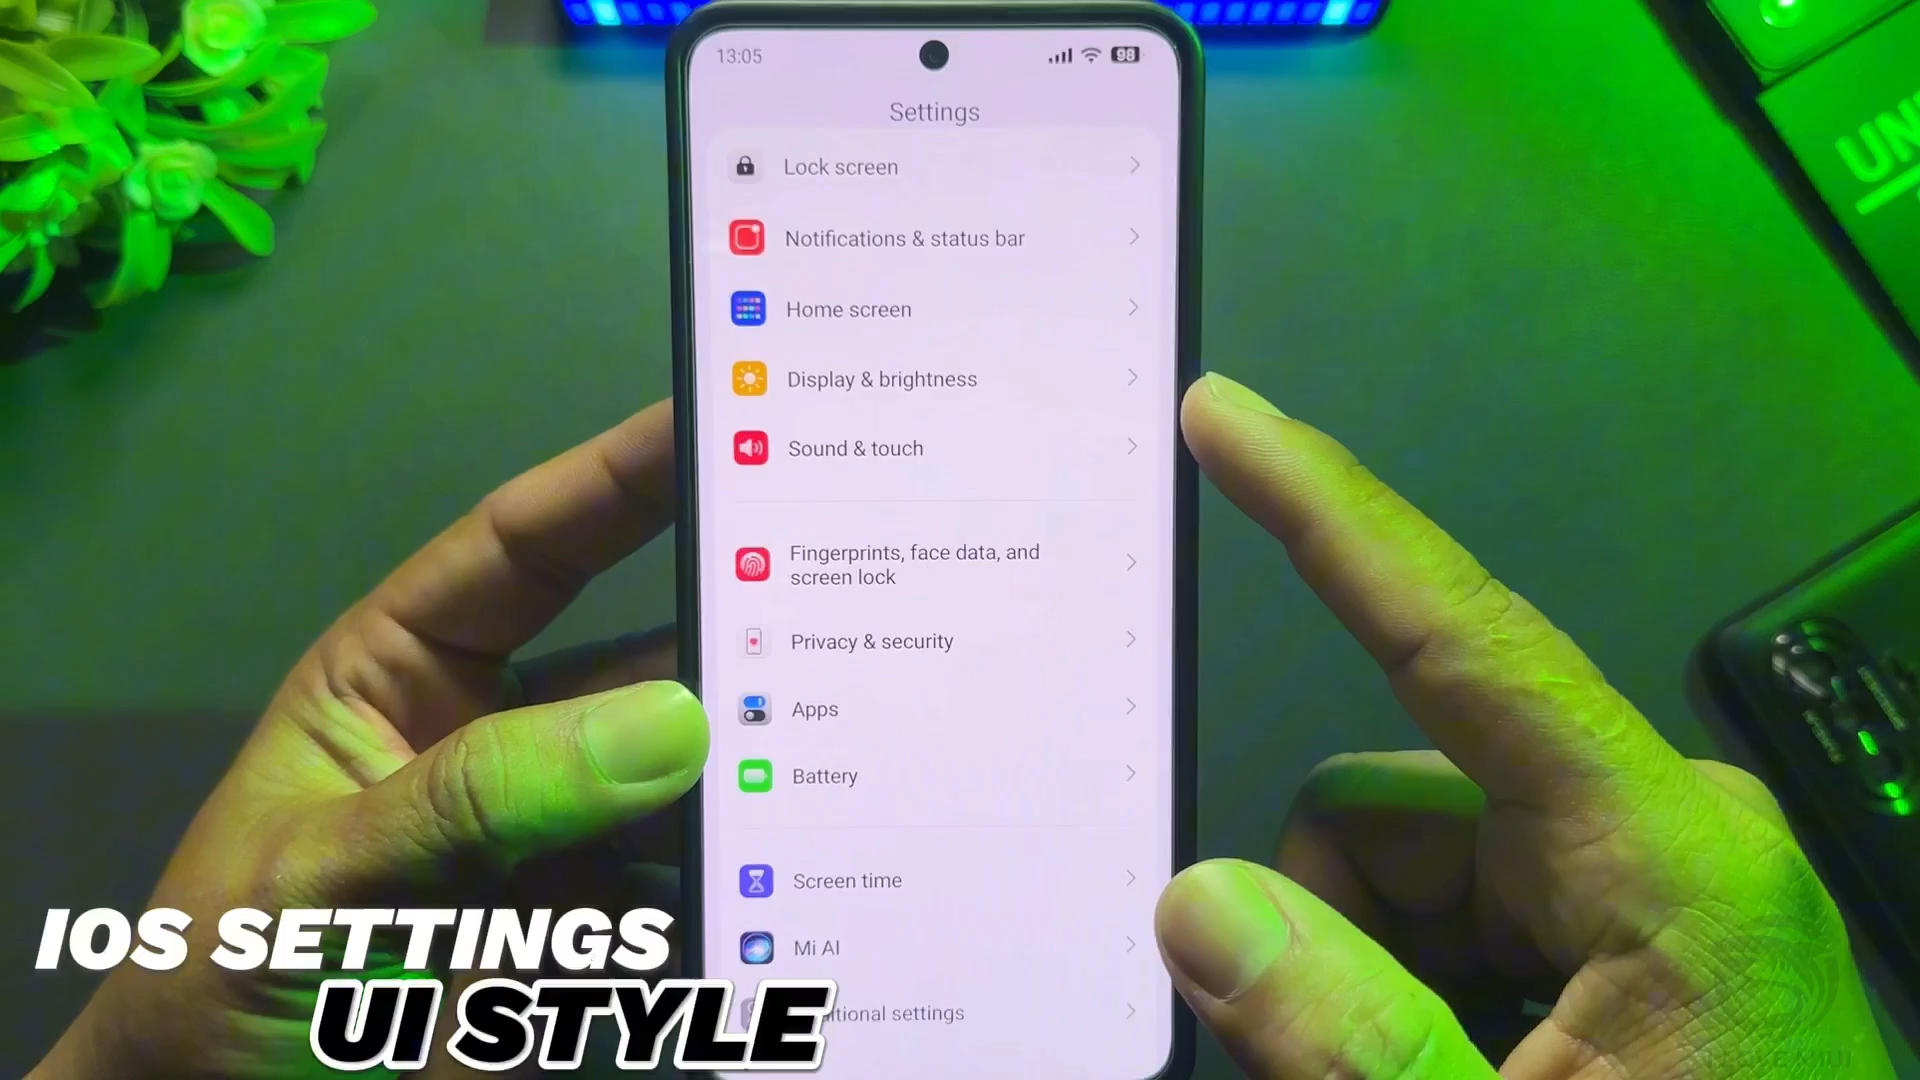 13:05
98
Settings
Lock screen
Notifications & status bar
Home screen
Display & brightness
Sound & touch
Fingerprints, face data, and
screen lock
Privacy & security
Apps
Battery
Screen time
Mi AI
itional settings
IOS SETTINGS
UI STYLE
UN